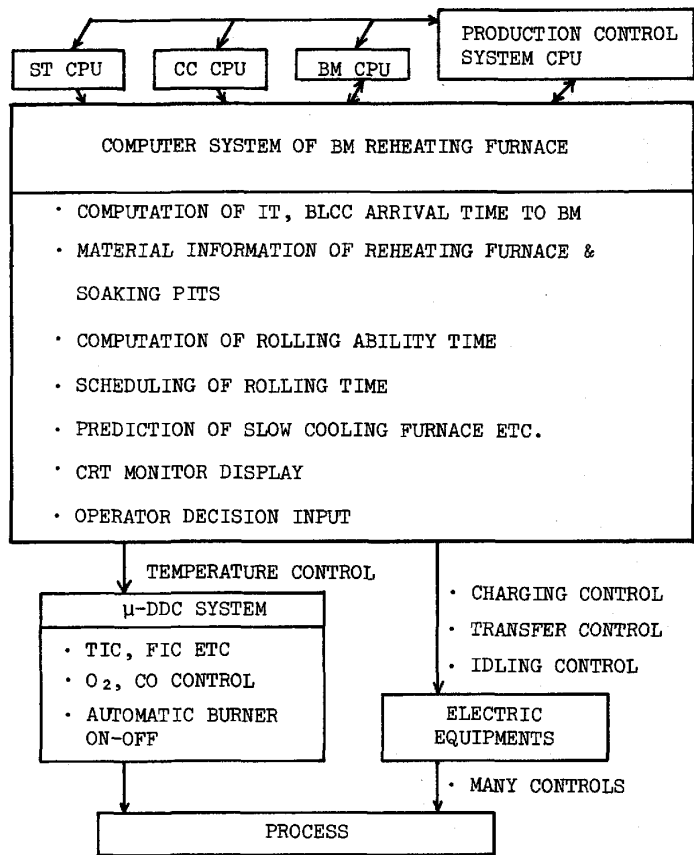 PRODUCTION CONTROL
SYSTEM CPU
ST CPU
CC CPU
BM CPU
COMPUTER SYSTEM OF BM REHEATING FURNACE
· COMPUTATION OF IT, BLCC ARRIVAL TIME TO BM
· MATERIAL INFORMATION OF REHEATING FURNACE &
SOAKING PITS
· COMPUTATION OF ROLLING ABILITY TIME
· SCHEDULING OF ROLLING TIME
· PREDICTION OF SLOW COOLING FURNACE ETC.
· CRT MONITOR DISPLAY
· OPERATOR DECISION INPUT
TEMPERATURE CONTROL
μ-DDC SYSTEM
· TIC, FIC ETC
· O₂, CO CONTROL
· AUTOMATIC BURNER
ON-OFF
· CHARGING CONTROL
· TRANSFER CONTROL
· IDLING CONTROL
ELECTRIC
EQUIPMENTS
· MANY CONTROLS
PROCESS